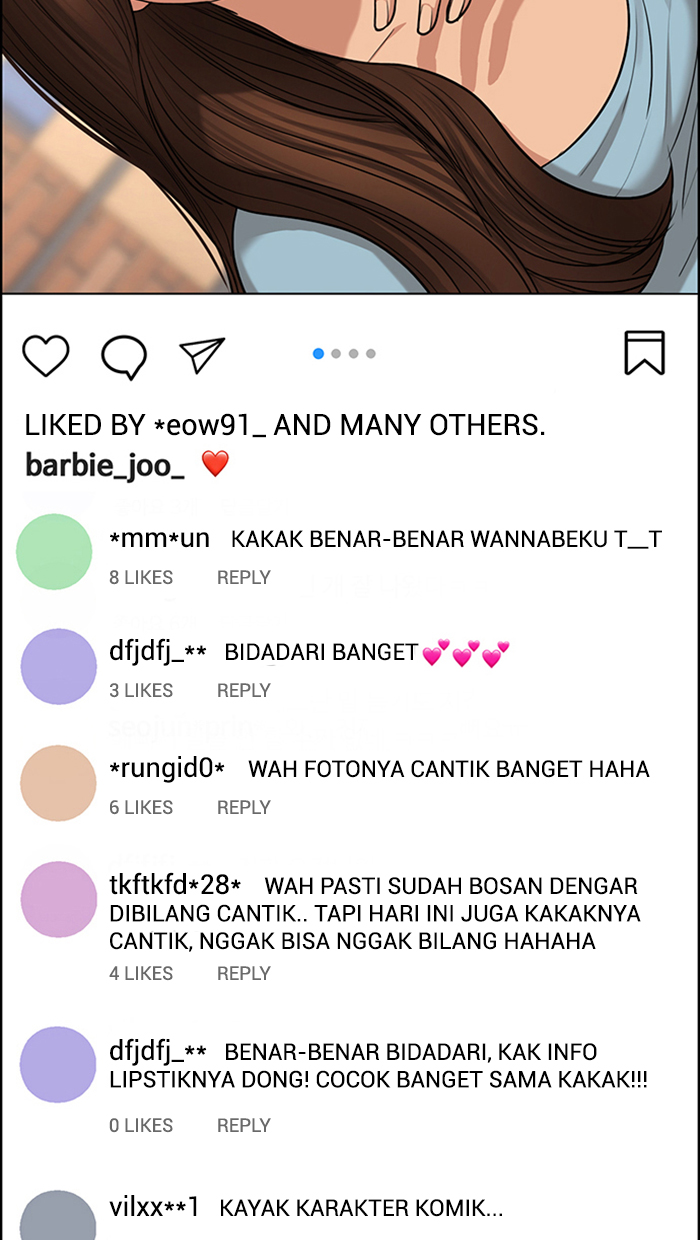 LIKED BY *eow91_ AND MANY OTHERS.
barbie_joo_ ❤️
*mm*un KAKAK BENAR-BENAR WANNABEKU T__T
8 LIKES REPLY
dfjdfj_** BIDADARI BANGET💕💕💕
3 LIKES REPLY
*rungid0* WAH FOTONYA CANTIK BANGET HAHA
6 LIKES REPLY
tkftkfd*28* WAH PASTI SUDAH BOSAN DENGAR
DIBILANG CANTIK.. TAPI HARI INI JUGA KAKAKNYA
CANTIK, NGGAK BISA NGGAK BILANG HAHAHA
4 LIKES REPLY
dfjdfj_** BENAR-BENAR BIDADARI, KAK INFO
LIPSTIKNYA DONG! COCOK BANGET SAMA KAKAK!!!
0 LIKES REPLY
vilxx**1 KAYAK KARAKTER KOMIK...